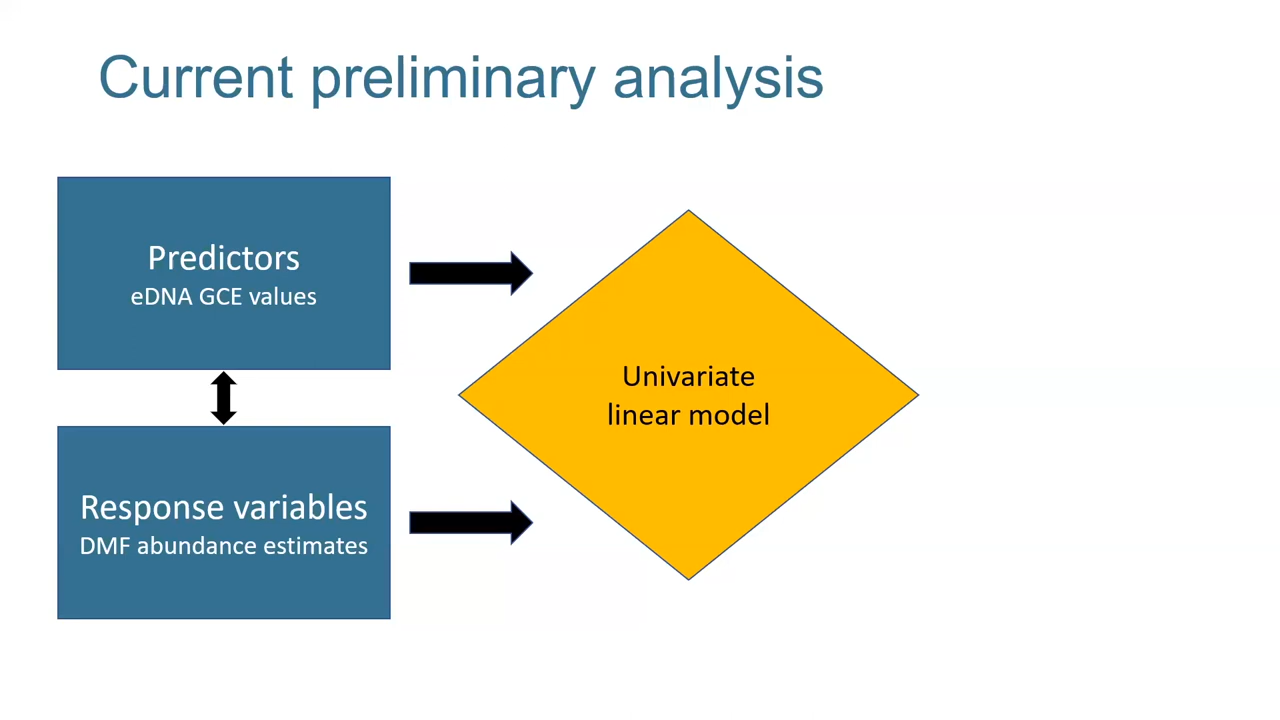 Current preliminary analysis
Predictors
eDNA GCE values
Response variables
DMF abundance estimates
Univariate
linear model